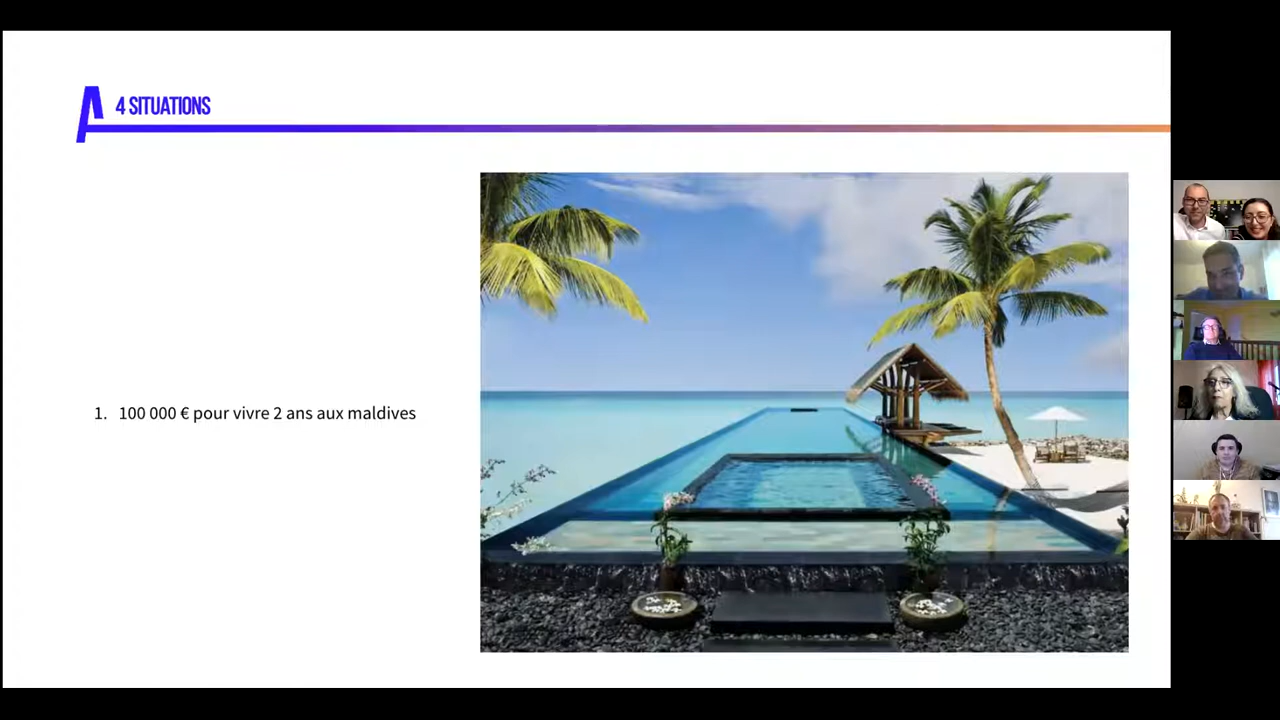 4 SITUATIONS
1. 100 000 € pour vivre 2 ans aux maldives